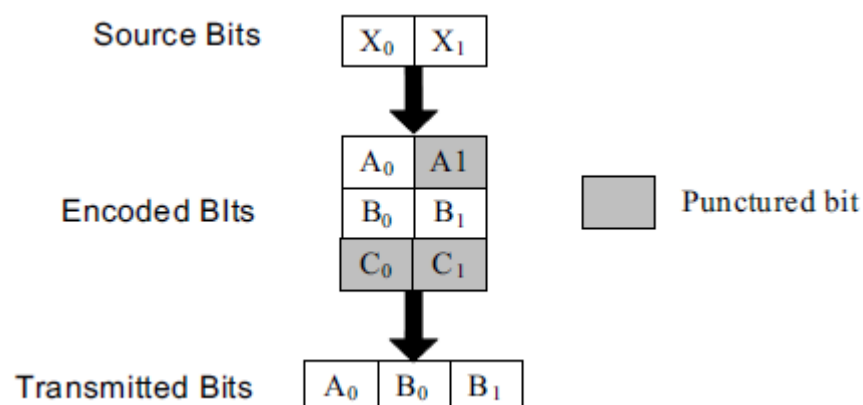 Source Bits X₀ X₁
A₀ A1
Encoded BIts B₀ B₁ Punctured bit
C₀ C₁
Transmitted Bits A₀ B₀ B₁